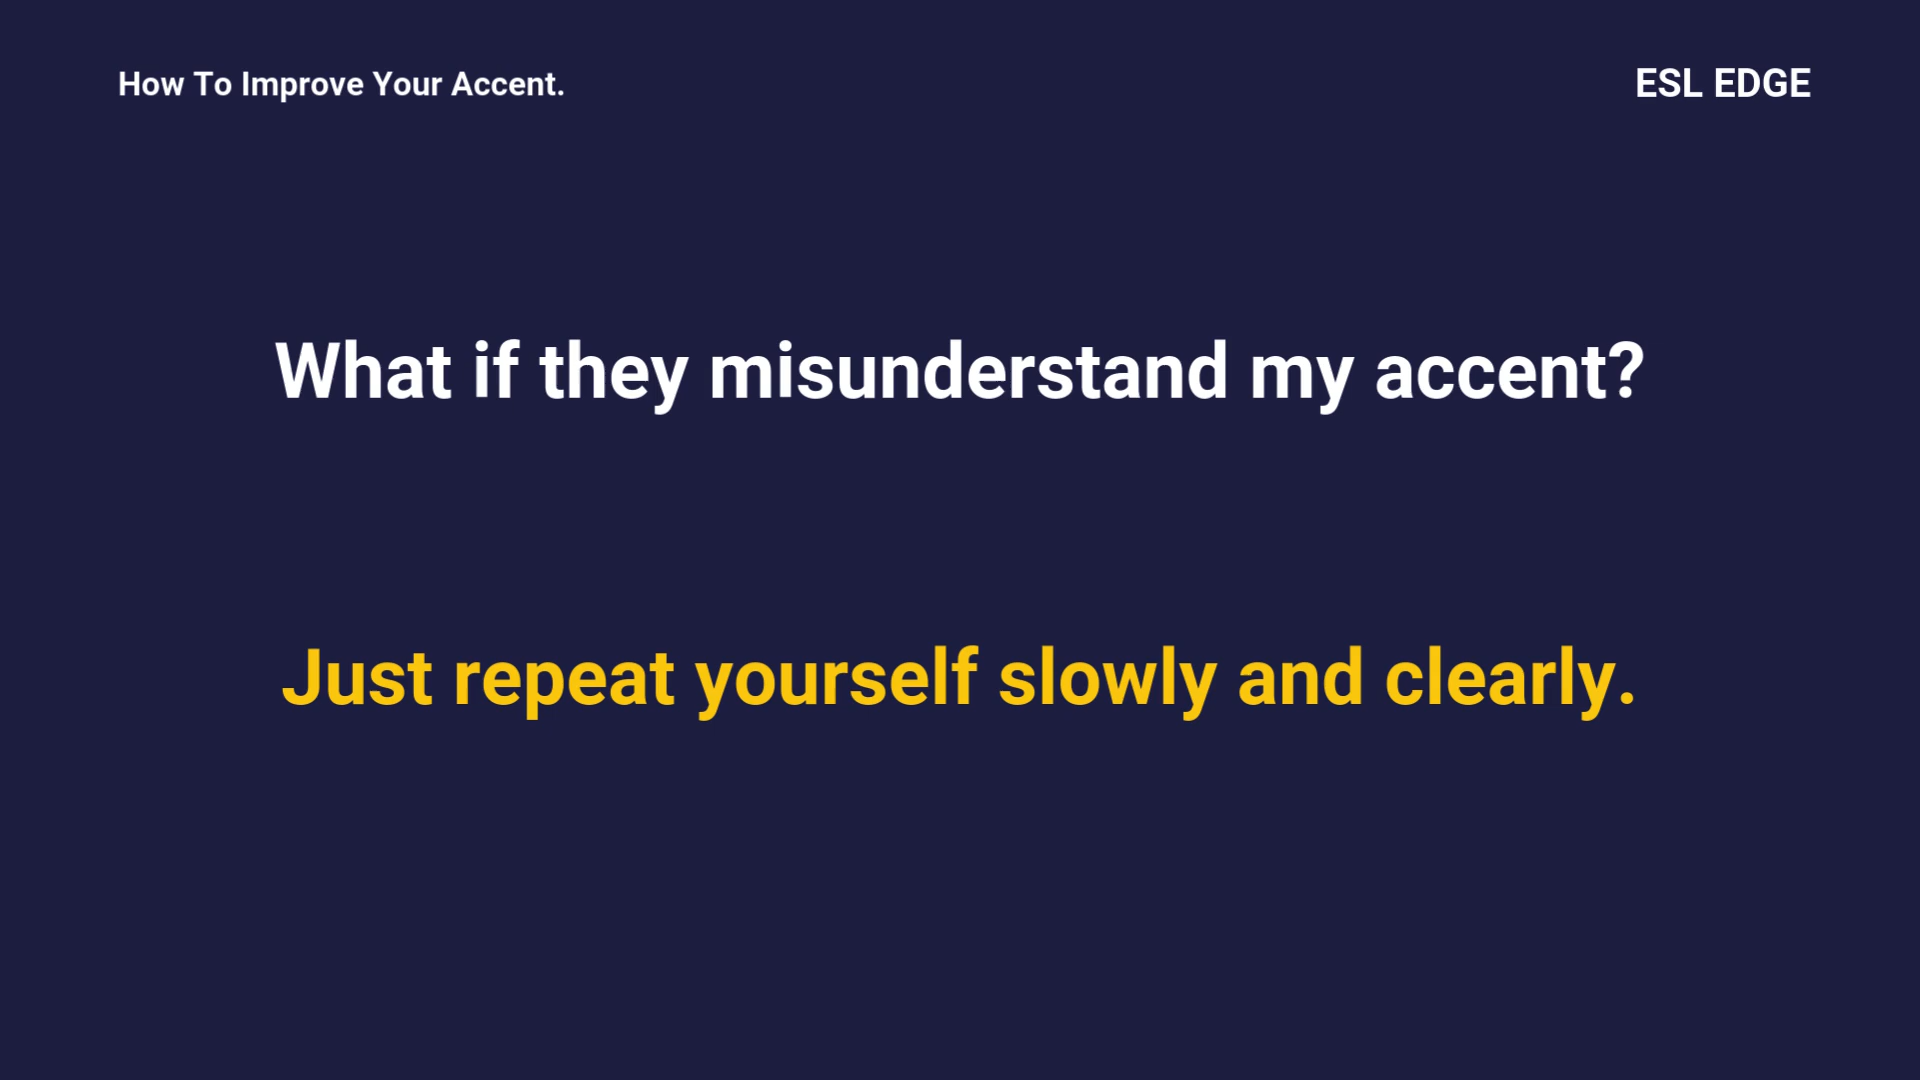 How To Improve Your Accent.
ESL EDGE
What if they misunderstand my accent?
Just repeat yourself slowly and clearly.